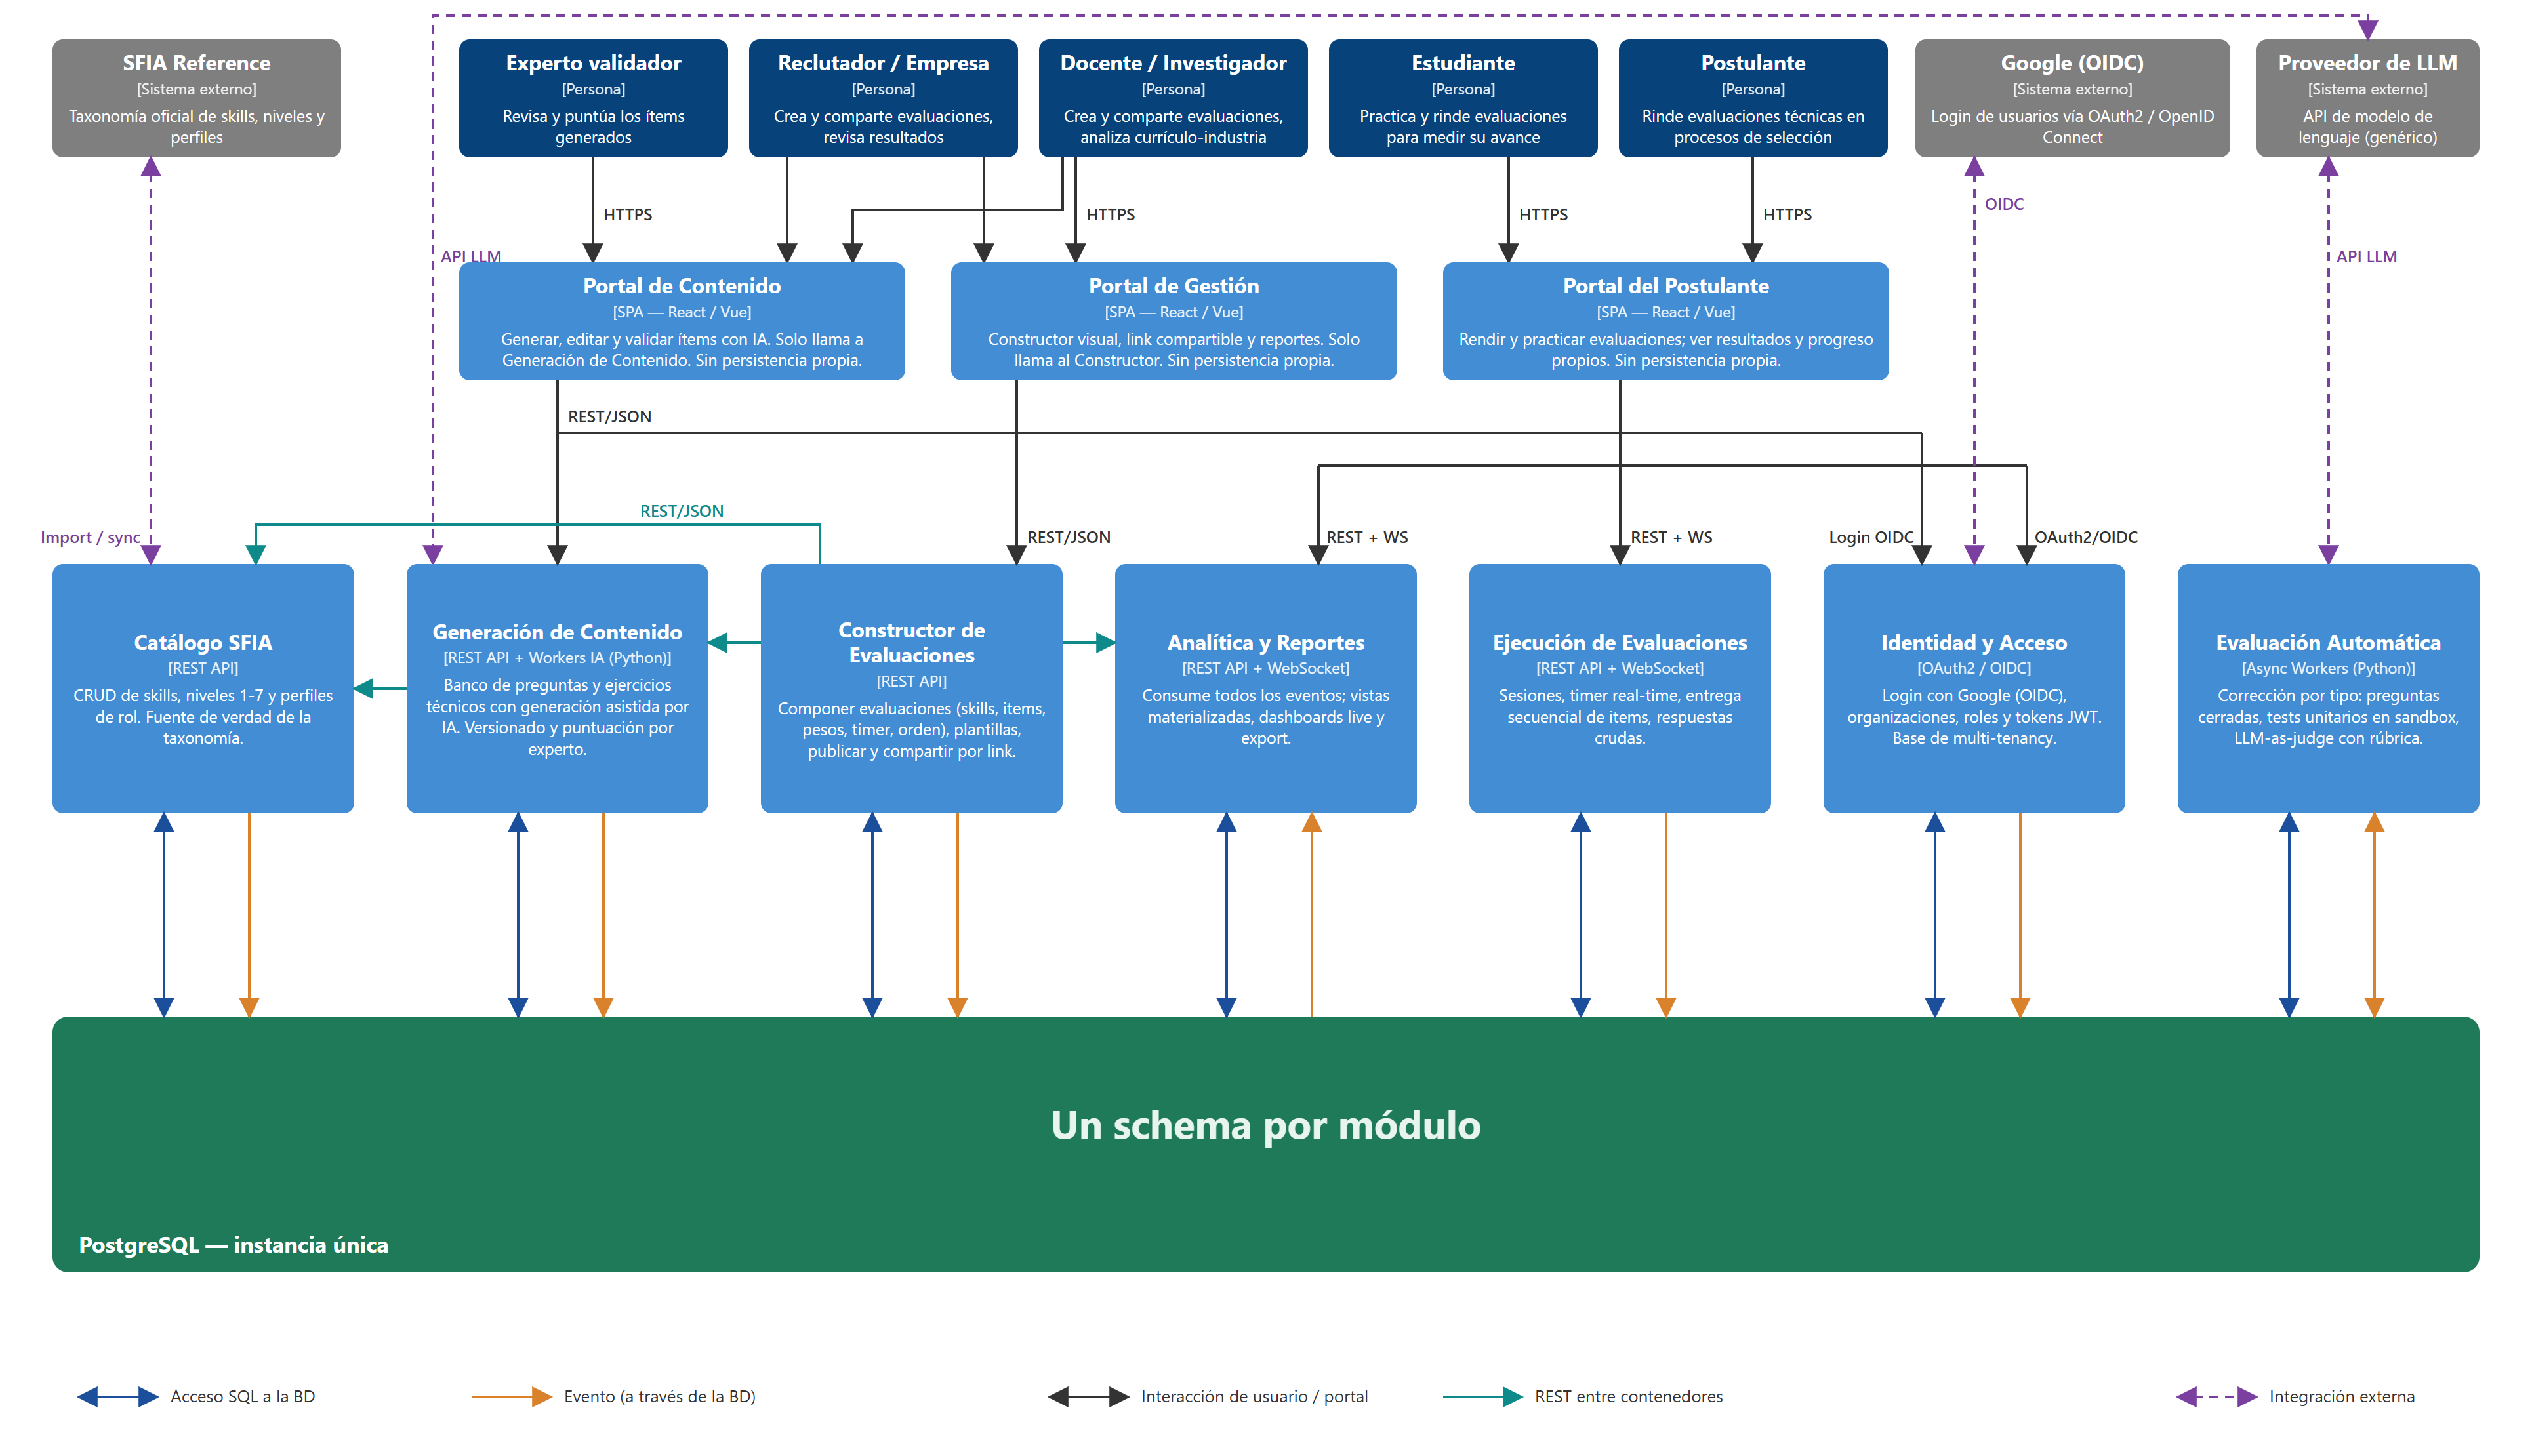 SFIA Reference
[Sistema externo]
Taxonomía oficial de skills, niveles y
perfiles
Experto validador
[Persona]
Revisa y puntúa los ítems
generados
Reclutador / Empresa
[Persona]
Crea y comparte evaluaciones,
revisa resultados
Docente / Investigador
[Persona]
Crea y comparte evaluaciones,
analiza currículo-industria
Estudiante
[Persona]
Practica y rinde evaluaciones
para medir su avance
Postulante
[Persona]
Rinde evaluaciones técnicas en
procesos de selección
Google (OIDC)
[Sistema externo]
Login de usuarios vía OAuth2 / OpenID
Connect
Proveedor de LLM
[Sistema externo]
API de modelo de
lenguaje (genérico)
HTTPS
HTTPS
HTTPS
HTTPS
OIDC
API LLM
API LLM
Portal de Contenido
[SPA — React / Vue]
Generar, editar y validar ítems con IA. Solo llama a
Generación de Contenido. Sin persistencia propia.
Portal de Gestión
[SPA — React / Vue]
Constructor visual, link compartible y reportes. Solo
llama al Constructor. Sin persistencia propia.
Portal del Postulante
[SPA — React / Vue]
Rendir y practicar evaluaciones; ver resultados y progreso
propios. Sin persistencia propia.
REST/JSON
REST/JSON
Import / sync
REST/JSON
REST + WS
REST + WS
Login OIDC
OAuth2/OIDC
Catálogo SFIA
[REST API]
CRUD de skills, niveles 1-7 y perfiles
de rol. Fuente de verdad de la
taxonomía.
Generación de Contenido
[REST API + Workers IA (Python)]
Banco de preguntas y ejercicios
técnicos con generación asistida por
IA. Versionado y puntuación por
experto.
Constructor de
Evaluaciones
[REST API]
Componer evaluaciones (skills, items,
pesos, timer, orden), plantillas,
publicar y compartir por link.
Analítica y Reportes
[REST API + WebSocket]
Consume todos los eventos; vistas
materializadas, dashboards live y
export.
Ejecución de Evaluaciones
[REST API + WebSocket]
Sesiones, timer real-time, entrega
secuencial de items, respuestas
crudas.
Identidad y Acceso
[OAuth2 / OIDC]
Login con Google (OIDC),
organizaciones, roles y tokens JWT.
Base de multi-tenancy.
Evaluación Automática
[Async Workers (Python)]
Corrección por tipo: preguntas
cerradas, tests unitarios en sandbox,
LLM-as-judge con rúbrica.
Un schema por módulo
PostgreSQL — instancia única
Acceso SQL a la BD
Evento (a través de la BD)
Interacción de usuario / portal
REST entre contenedores
Integración externa